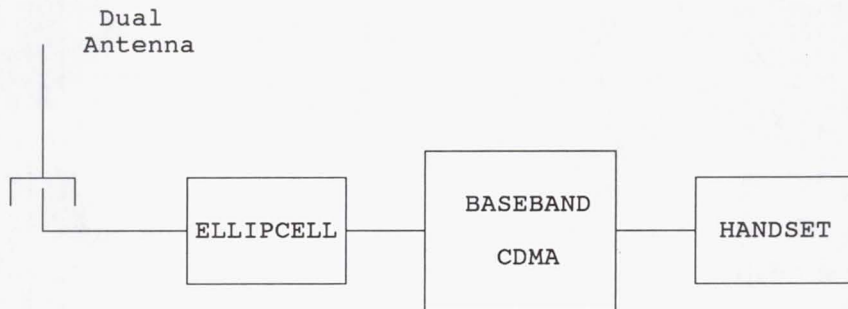 Dual
Antenna
ELLIPCELL
BASEBAND
CDMA
HANDSET